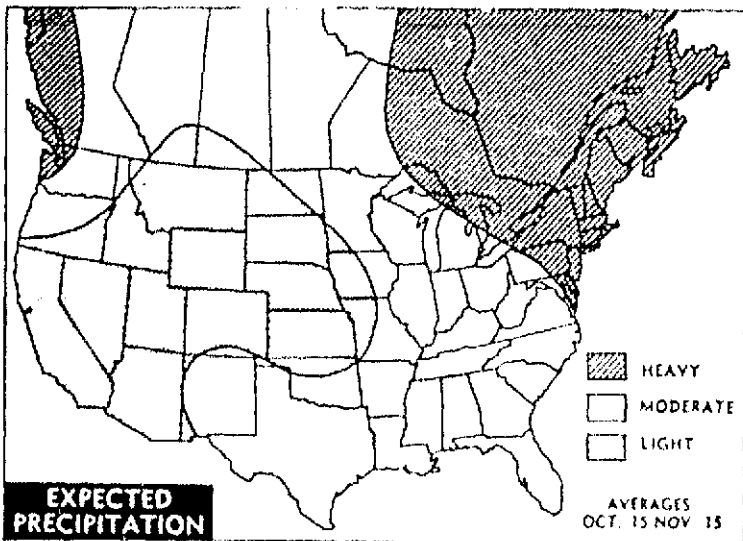 HEAVY
MODERATE
LIGHT
EXPECTED
PRECIPITATION
AVERAGES
OCT. 15 NOV 15